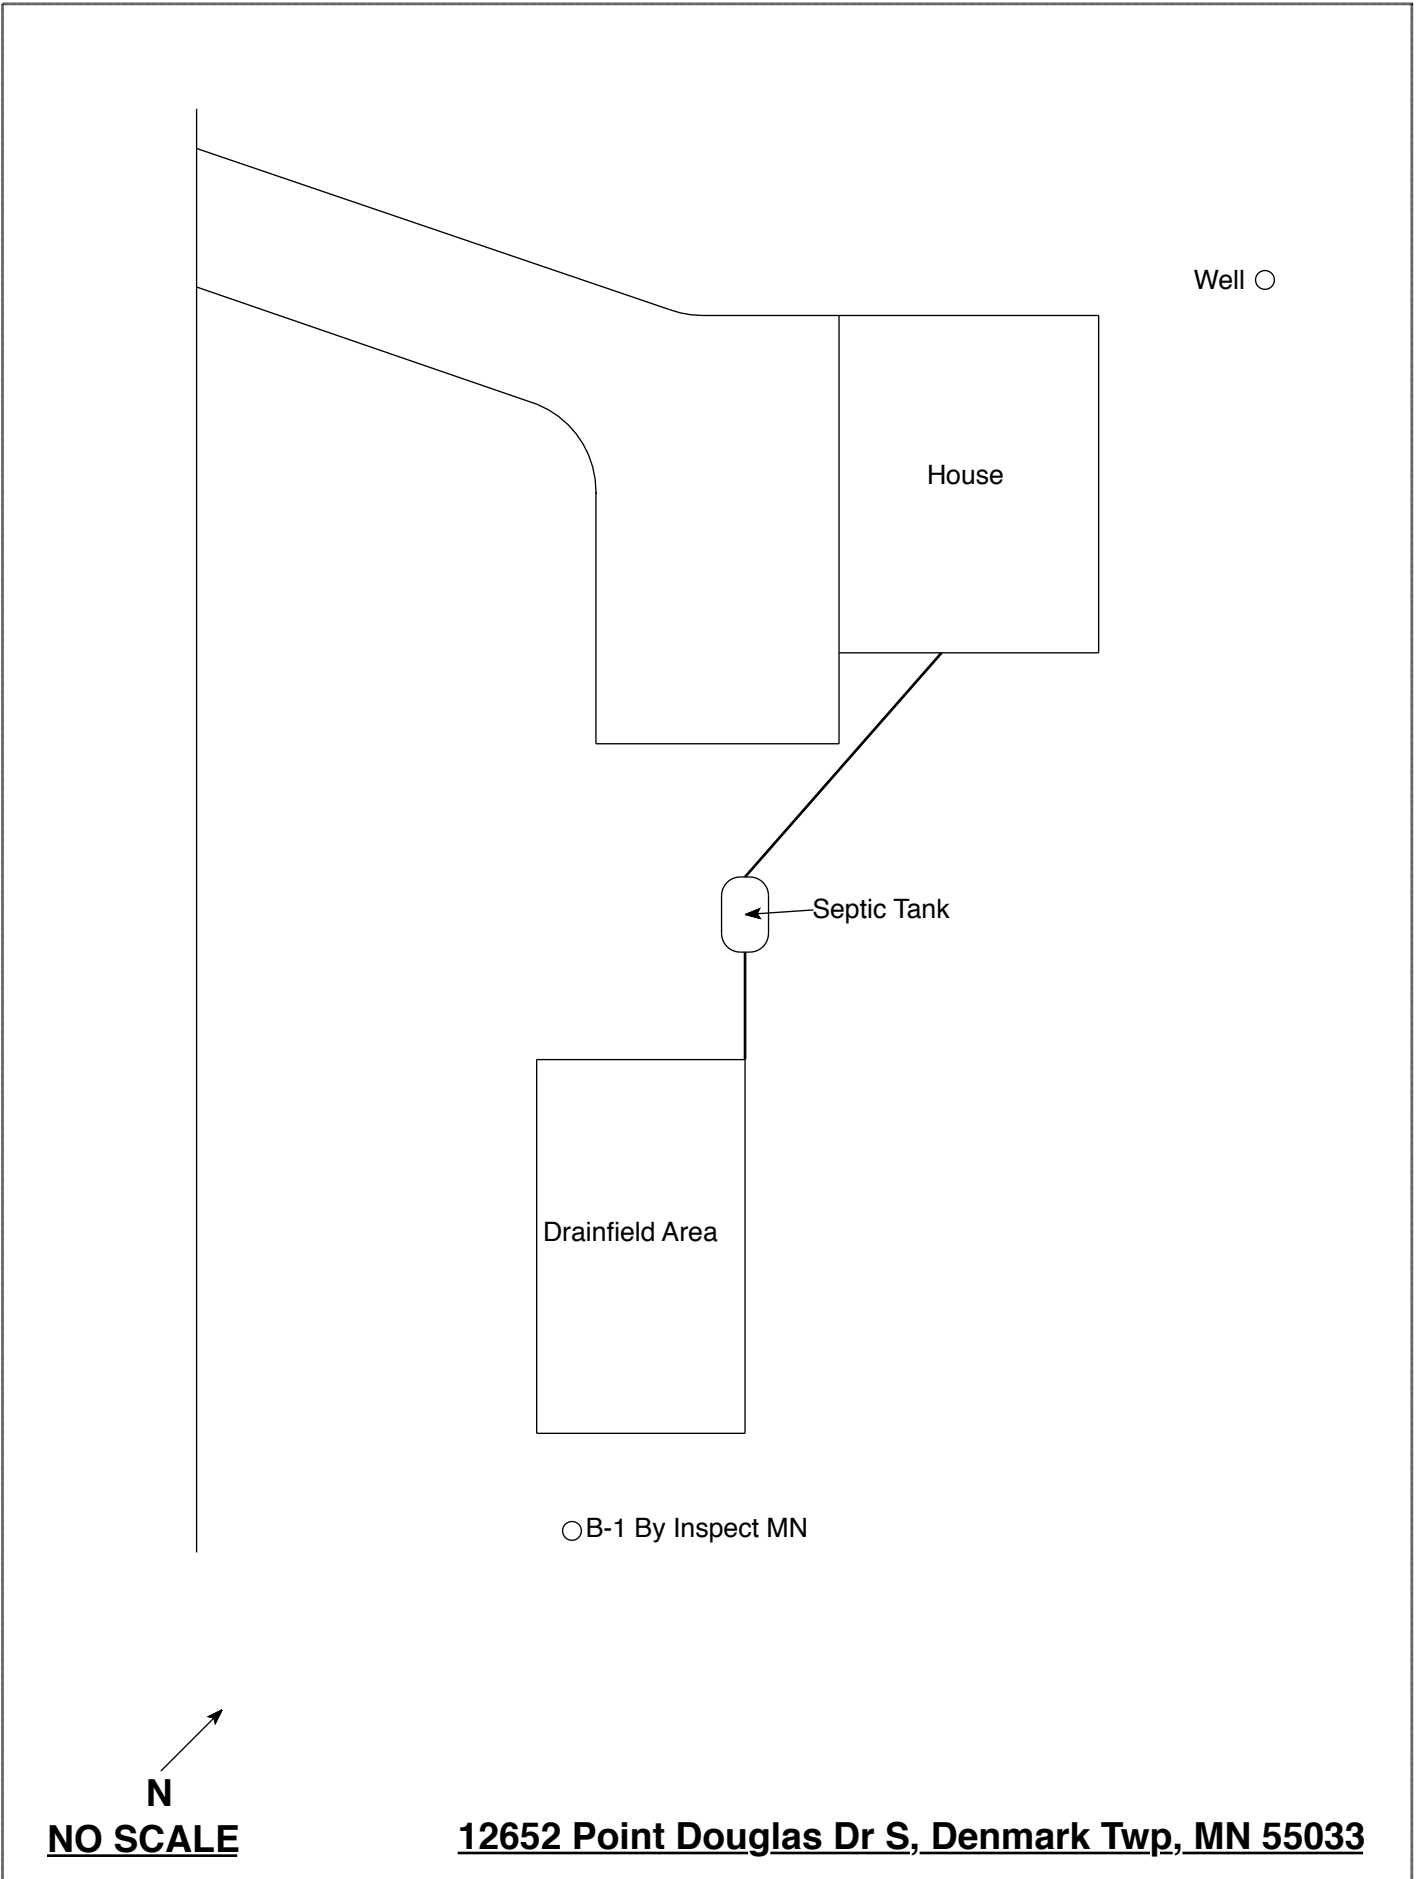 Well
House
Septic Tank
Drainfield Area
B-1 By Inspect MN
N
NO SCALE
12652 Point Douglas Dr S, Denmark Twp, MN 55033